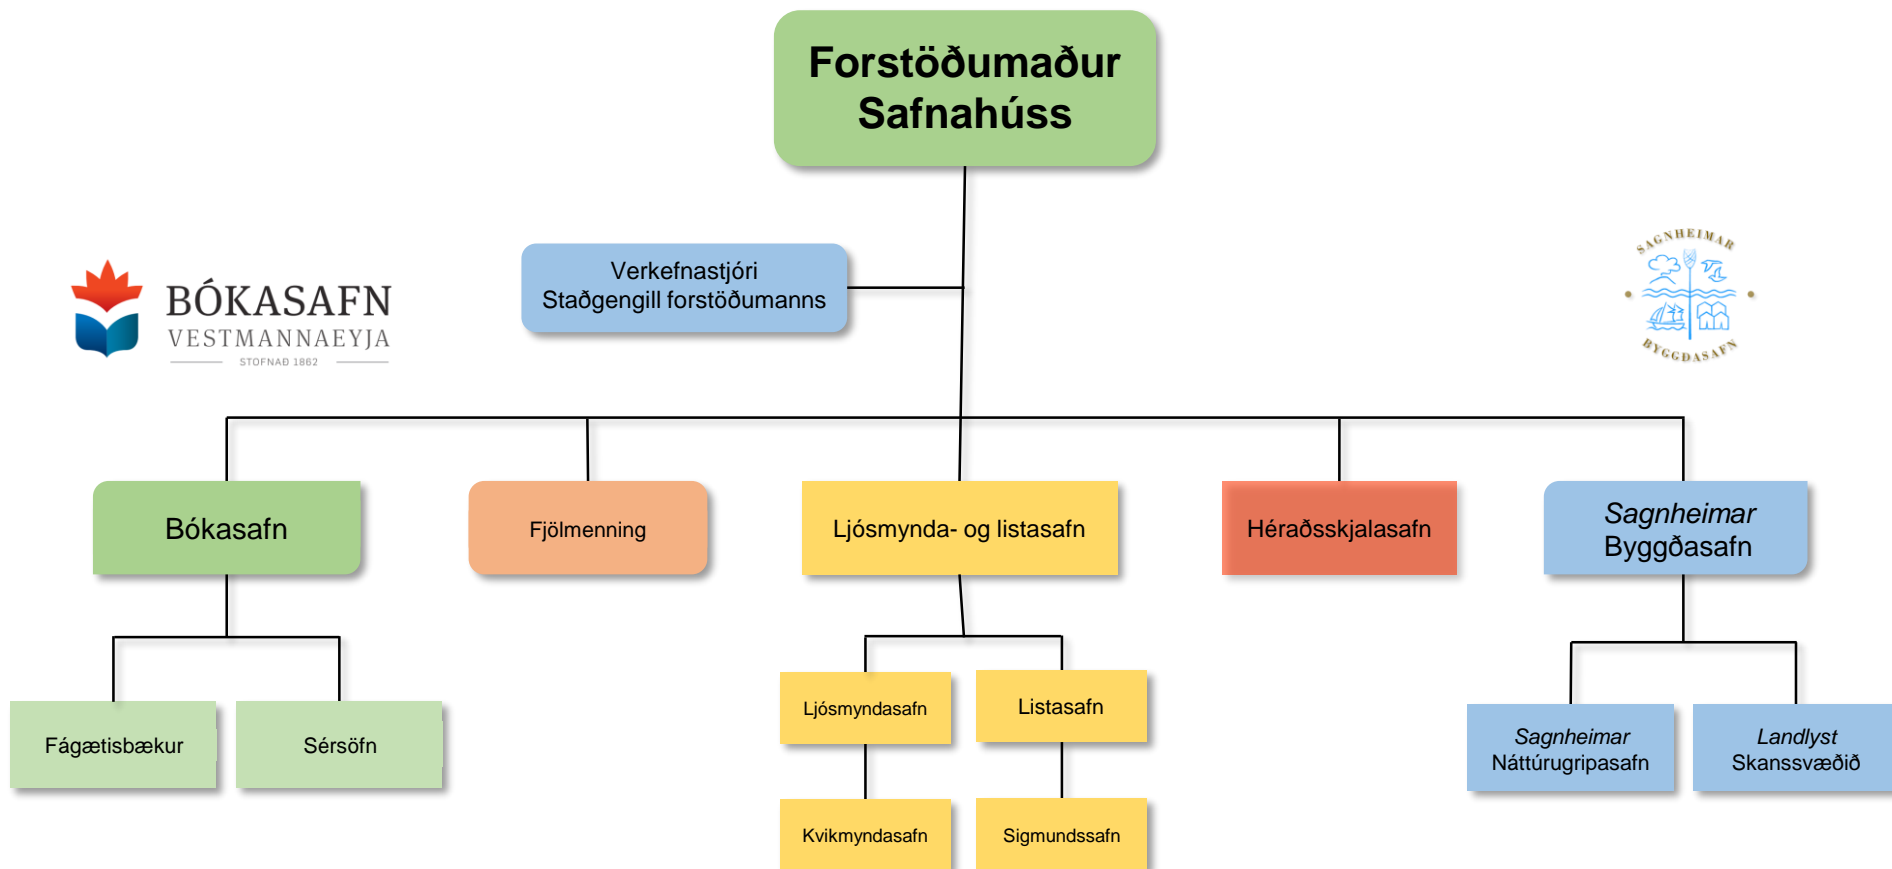 Forstöðumaður
Safnahúss
Verkefnastjóri
Staðgengill forstöðumanns
BÓKASAFN
VESTMANNAEYJA
STOFNAÐ 1862
SAGNHEIMAR
BYGGÐASAFN
Bókasafn
Fjölmenning
Ljósmynda- og listasafn
Héraðsskjalasafn
Sagnheimar
Byggðasafn
Fágætisbækur
Sérsöfn
Ljósmyndasafn
Listasafn
Sagnheimar
Náttúrugripasafn
Landlyst
Skanssvæðið
Kvikmyndasafn
Sigmundssafn